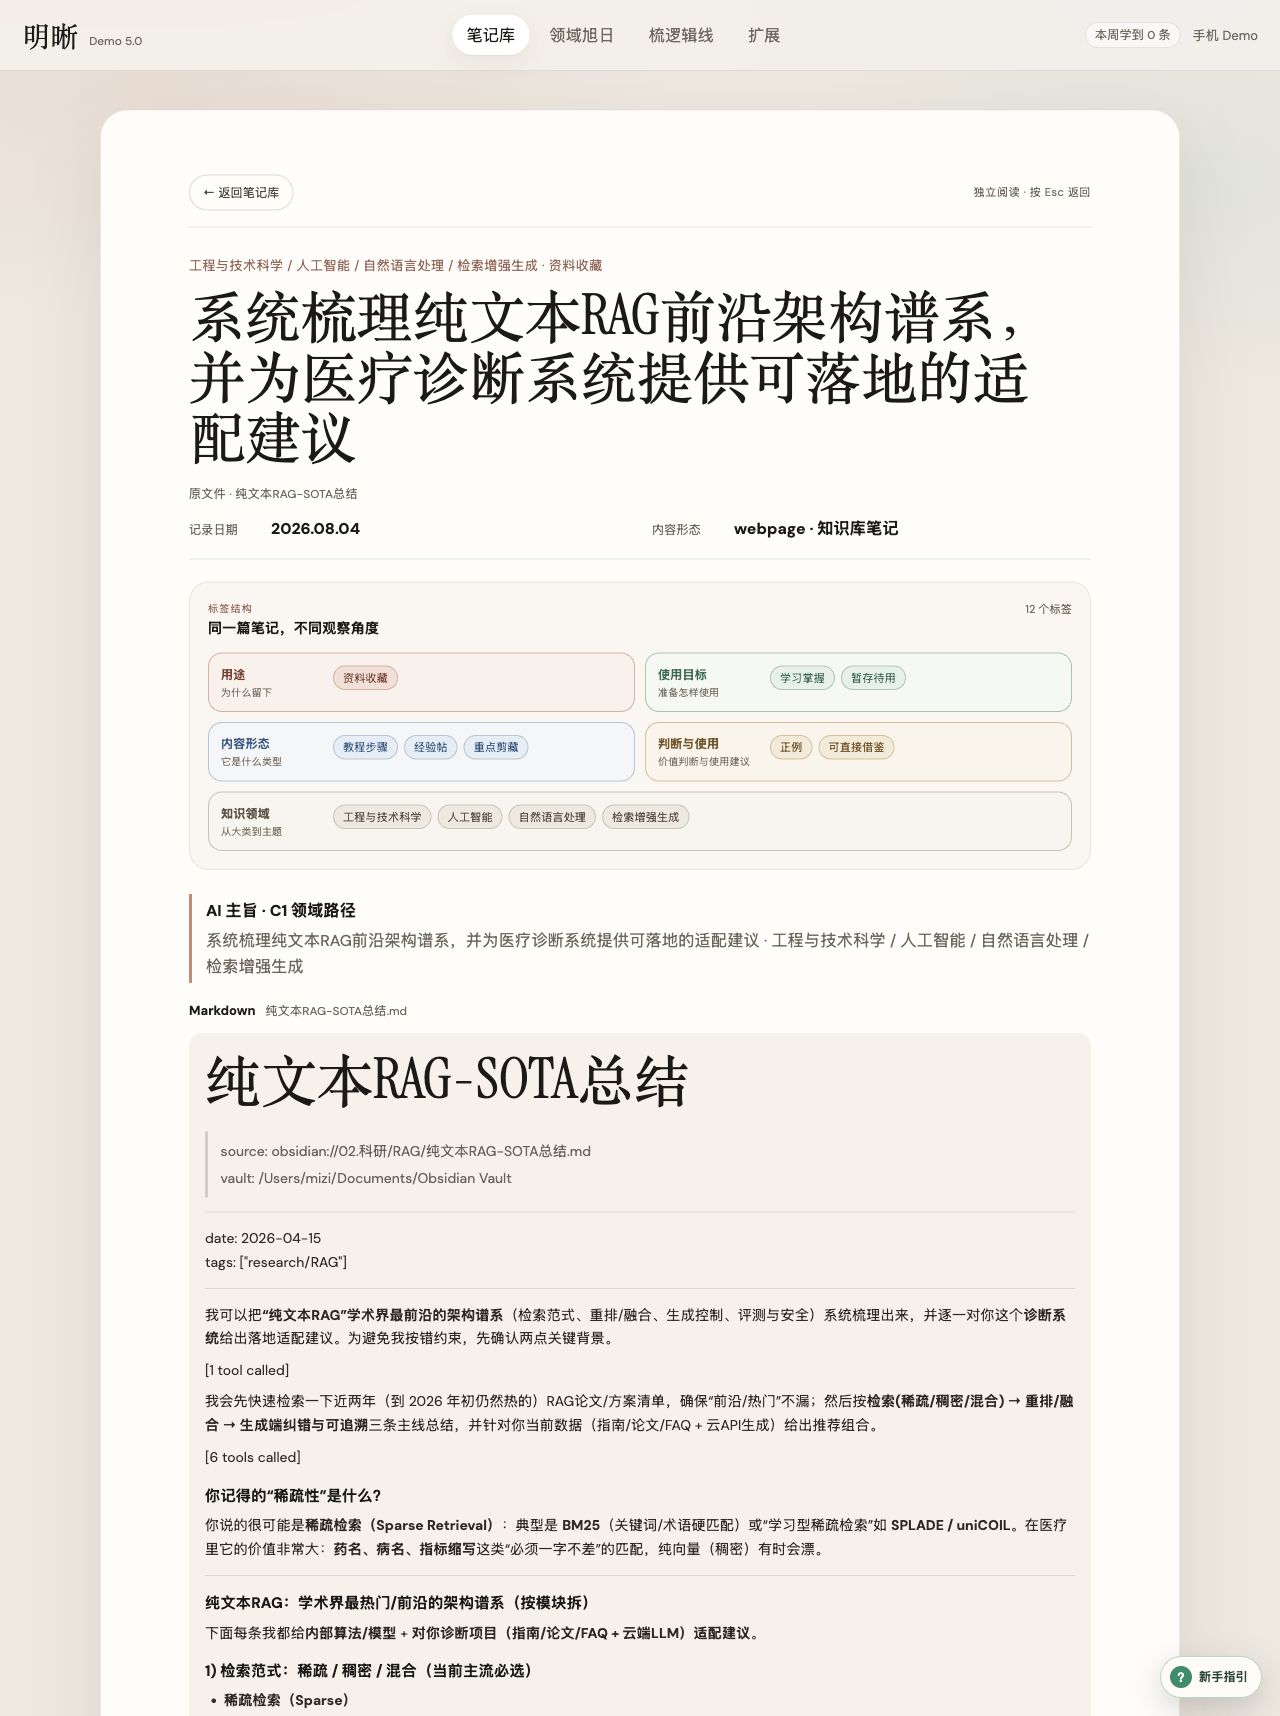 明晰 Demo 5.0
笔记库 领域旭日 梳逻辑线 扩展
本周学到 0 条 手机 Demo
← 返回笔记库
独立阅读 · 按 Esc 返回
工程与技术科学 / 人工智能 / 自然语言处理 / 检索增强生成 · 资料收藏
系统梳理纯文本RAG前沿架构谱系，
并为医疗诊断系统提供可落地的适
配建议
原文件 · 纯文本RAG-SOTA总结
记录日期 2026.08.04 内容形态 webpage · 知识库笔记
标签结构
12 个标签
同一篇笔记，不同观察角度
用途 资料收藏
为什么留下
使用目标 学习掌握 暂存待用
准备怎样使用
内容形态 教程步骤 经验帖 重点剪藏
它是什么类型
判断与使用 正例 可直接借鉴
价值判断与使用建议
知识领域 工程与技术科学 人工智能 自然语言处理 检索增强生成
从大类到主题
AI 主旨 · C1 领域路径
系统梳理纯文本RAG前沿架构谱系，并为医疗诊断系统提供可落地的适配建议 · 工程与技术科学 / 人工智能 / 自然语言处理 /
检索增强生成
Markdown 纯文本RAG-SOTA总结.md
纯文本RAG-SOTA总结
source: obsidian://02.科研/RAG/纯文本RAG-SOTA总结.md
vault: /Users/mizi/Documents/Obsidian Vault
date: 2026-04-15
tags: ["research/RAG"]
我可以把“纯文本RAG”学术界最前沿的架构谱系（检索范式、重排/融合、生成控制、评测与安全）系统梳理出来，并逐一对你这个诊断系
统给出落地适配建议。为避免我按错约束，先确认两点关键背景。
[1 tool called]
我会先快速检索一下近两年（到 2026 年初仍然热的）RAG论文/方案清单，确保“前沿/热门”不漏；然后按检索(稀疏/稠密/混合) → 重排/融
合 → 生成端纠错与可追溯三条主线总结，并针对你当前数据（指南/论文/FAQ + 云API生成）给出推荐组合。
[6 tools called]
你记得的“稀疏性”是什么?
你说的很可能是稀疏检索（Sparse Retrieval）：典型是 BM25（关键词/术语硬匹配）或“学习型稀疏检索”如 SPLADE / uniCOIL。在医疗
里它的价值非常大：药名、病名、指标缩写这类“必须一字不差”的匹配，纯向量（稠密）有时会漂。
纯文本RAG：学术界最热门/前沿的架构谱系（按模块拆）
下面每条我都给内部算法/模型 + 对你诊断项目（指南/论文/FAQ + 云端LLM）适配建议。
1) 检索范式：稀疏 / 稠密 / 混合（当前主流必选）
• 稀疏检索（Sparse）
? 新手指引